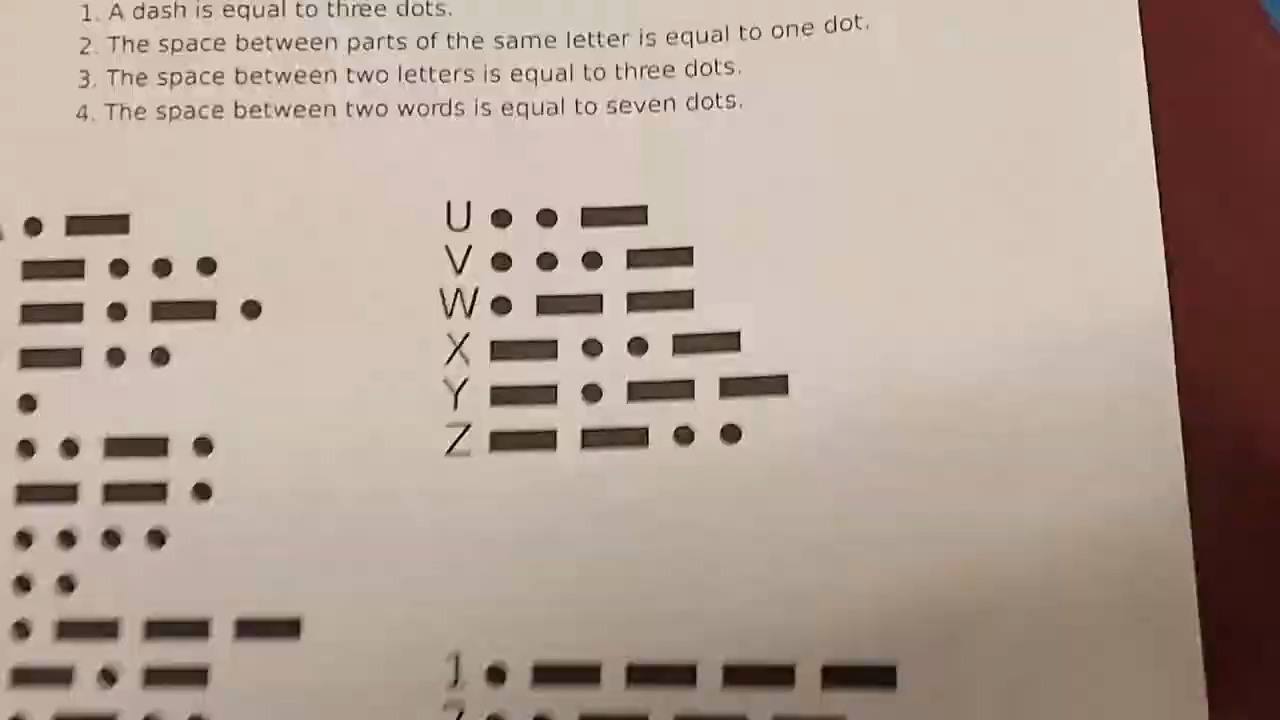 1. A dash is equal to three dots.
2. The space between parts of the same letter is equal to one dot.
3. The space between two letters is equal to three dots.
4. The space between two words is equal to seven dots.
U
V
W
X
Y
Z
1